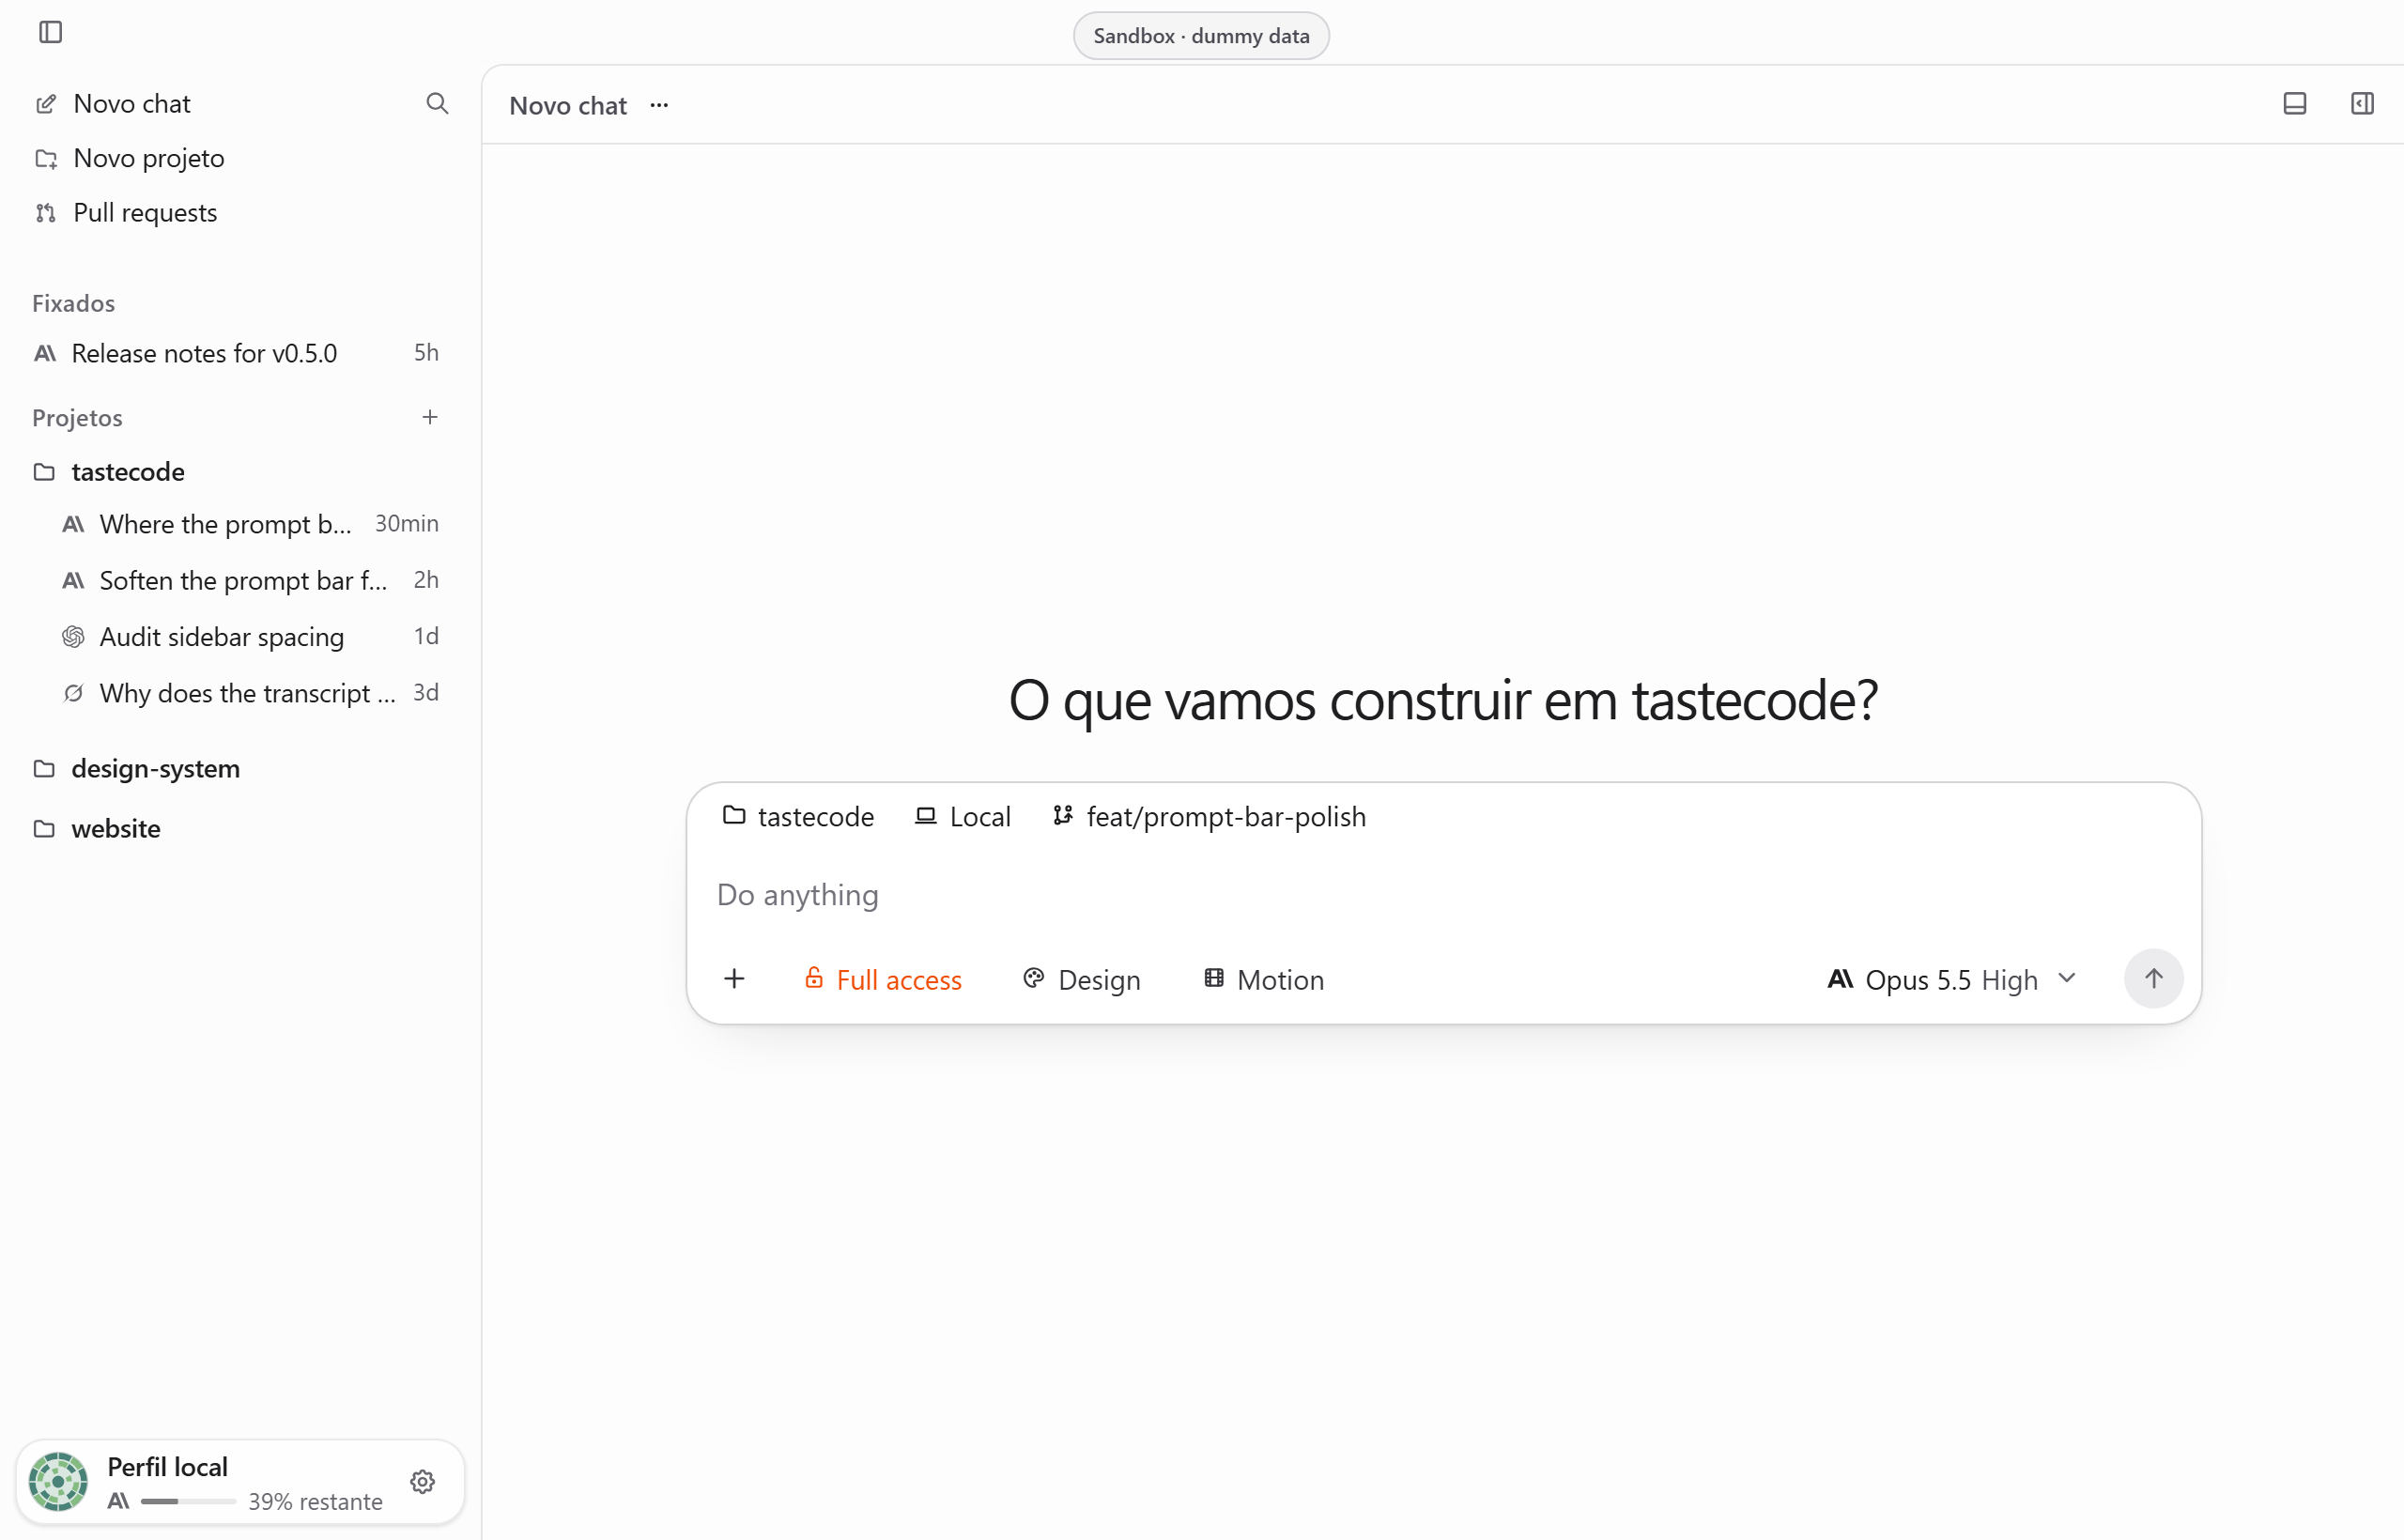 Sandbox · dummy data
Novo chat
Novo projeto
Pull requests
Fixados
Release notes for v0.5.0 5h
Projetos
tastecode
Where the prompt b... 30min
Soften the prompt bar f... 2h
Audit sidebar spacing 1d
Why does the transcript ... 3d
design-system
website
Perfil local
39% restante
Novo chat
O que vamos construir em tastecode?
tastecode Local feat/prompt-bar-polish
Do anything
Full access Design Motion Opus 5.5 High